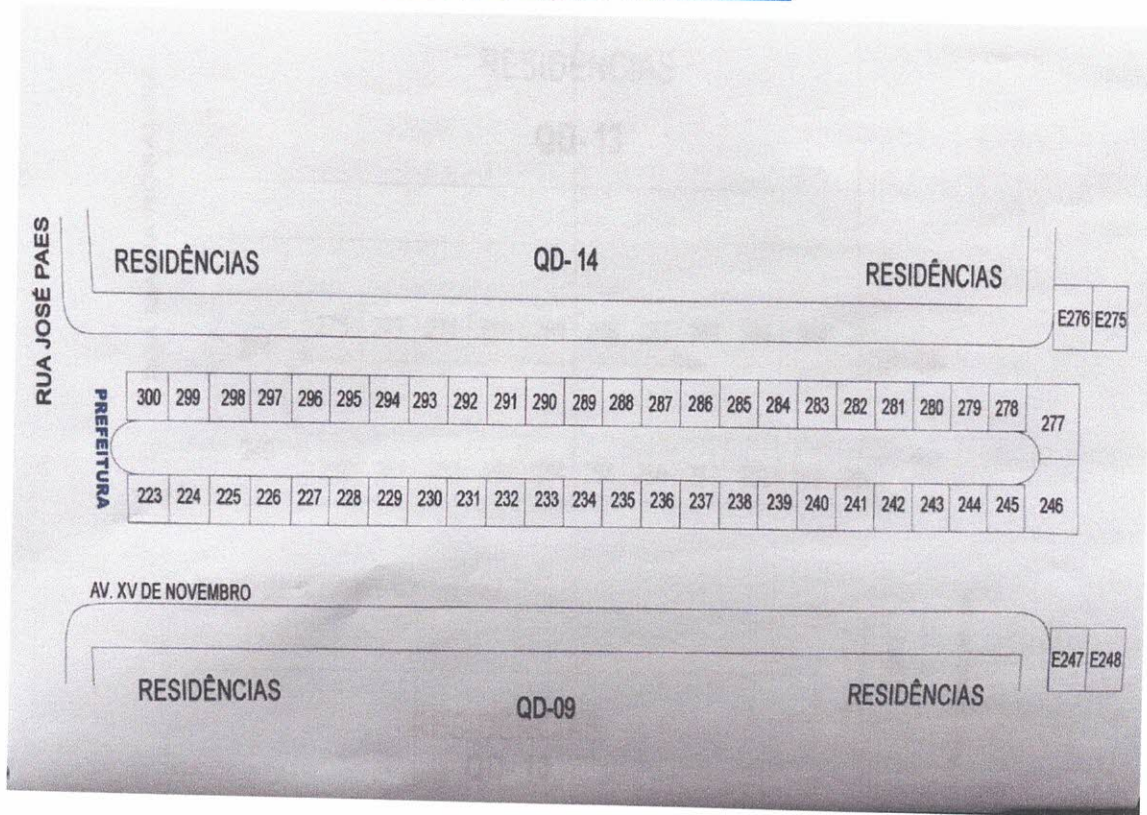 RUA JOSÉ PAES
RESIDÊNCIAS
QD- 14
RESIDÊNCIAS
E276 E275
PREFEITURA
300 299 298 297 296 295 294 293 292 291 290 289 288 287 286 285 284 283 282 281 280 279 278 277
223 224 225 226 227 228 229 230 231 232 233 234 235 236 237 238 239 240 241 242 243 244 245 246
AV. XV DE NOVEMBRO
E247 E248
RESIDÊNCIAS
QD-09
RESIDÊNCIAS